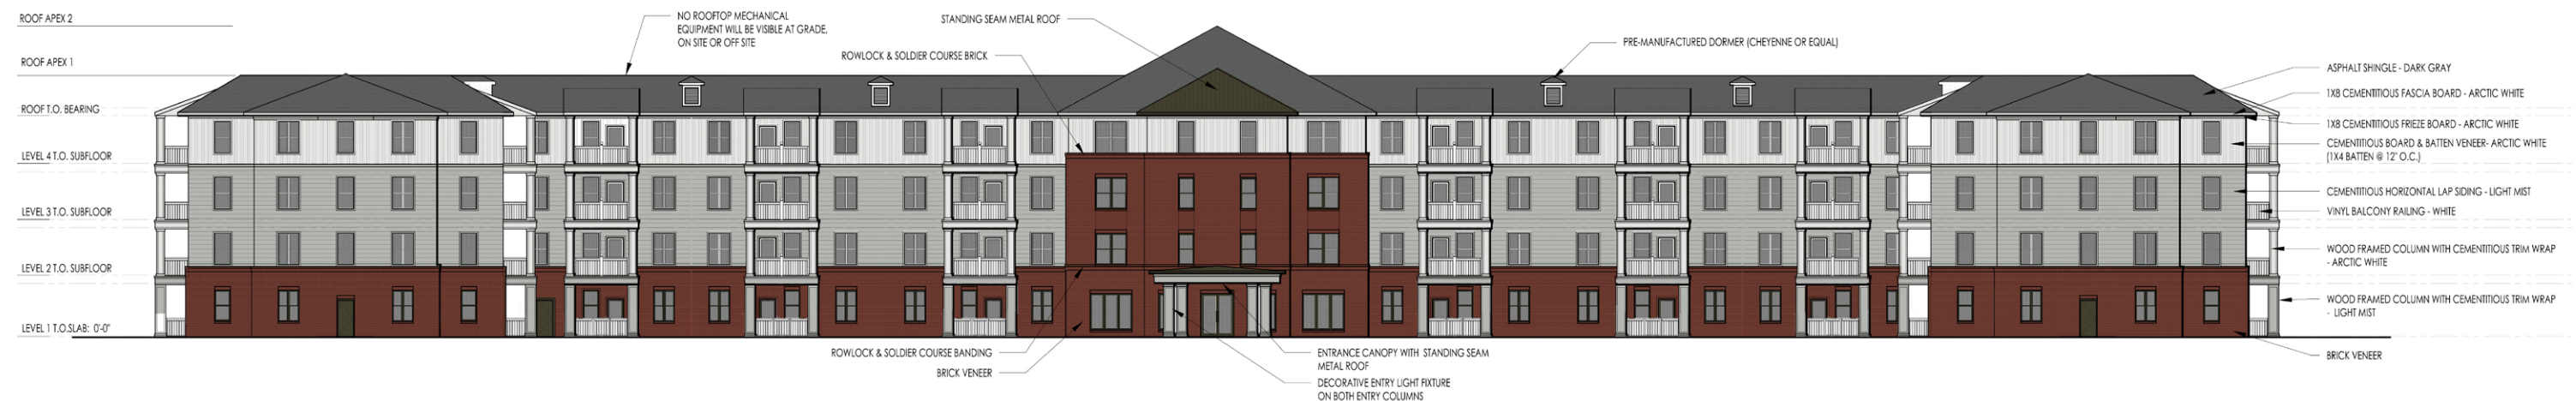 ROOF APEX 2
ROOF APEX 1
ROOF T.O. BEARING
LEVEL 4 T.O. SUBFLOOR
LEVEL 3 T.O. SUBFLOOR
LEVEL 2 T.O. SUBFLOOR
LEVEL 1 T.O.SLAB: 0'-0"
NO ROOFTOP MECHANICAL
EQUIPMENT WILL BE VISIBLE AT GRADE,
ON SITE OR OFF SITE
STANDING SEAM METAL ROOF
ROWLOCK & SOLDIER COURSE BRICK
PRE-MANUFACTURED DORMER (CHEYENNE OR EQUAL)
ROWLOCK & SOLDIER COURSE BANDING
BRICK VENEER
ENTRANCE CANOPY WITH STANDING SEAM
METAL ROOF
DECORATIVE ENTRY LIGHT FIXTURE
ON BOTH ENTRY COLUMNS
ASPHALT SHINGLE - DARK GRAY
1X8 CEMENTITIOUS FASCIA BOARD - ARCTIC WHITE
1X8 CEMENTITIOUS FRIEZE BOARD - ARCTIC WHITE
CEMENTITIOUS BOARD & BATTEN VENEER- ARCTIC WHITE
(1X4 BATTEN @ 12" O.C.)
CEMENTITIOUS HORIZONTAL LAP SIDING - LIGHT MIST
VINYL BALCONY RAILING - WHITE
WOOD FRAMED COLUMN WITH CEMENTITIOUS TRIM WRAP
- ARCTIC WHITE
WOOD FRAMED COLUMN WITH CEMENTITIOUS TRIM WRAP
- LIGHT MIST
BRICK VENEER